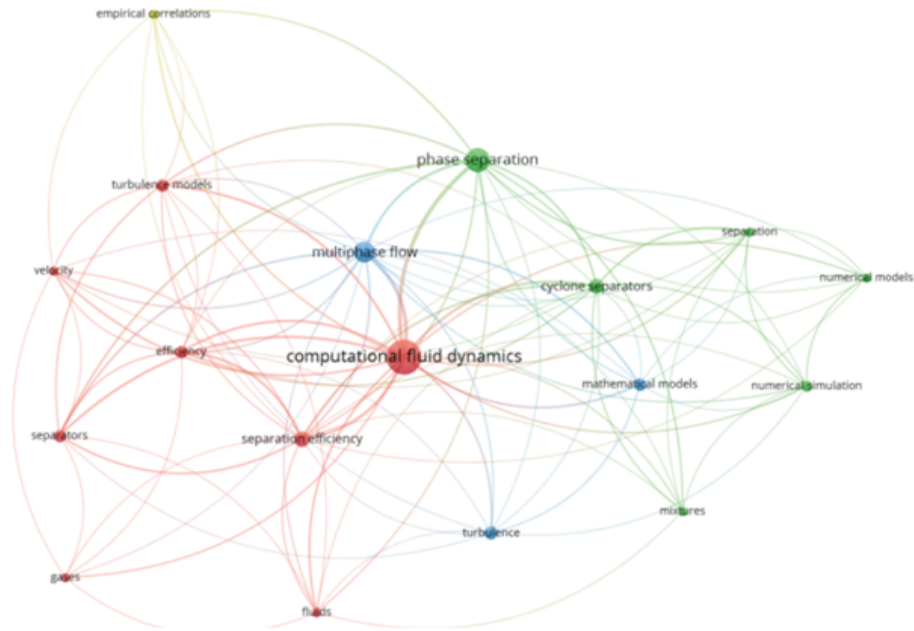 empirical correlations
phase separation
turbulence models
separation
multiphase flow
velocity
numerical models
cyclone separators
efficiency
computational fluid dynamics
mathematical models
numerical simulation
separators
separation efficiency
mixtures
turbulence
gases
fluids